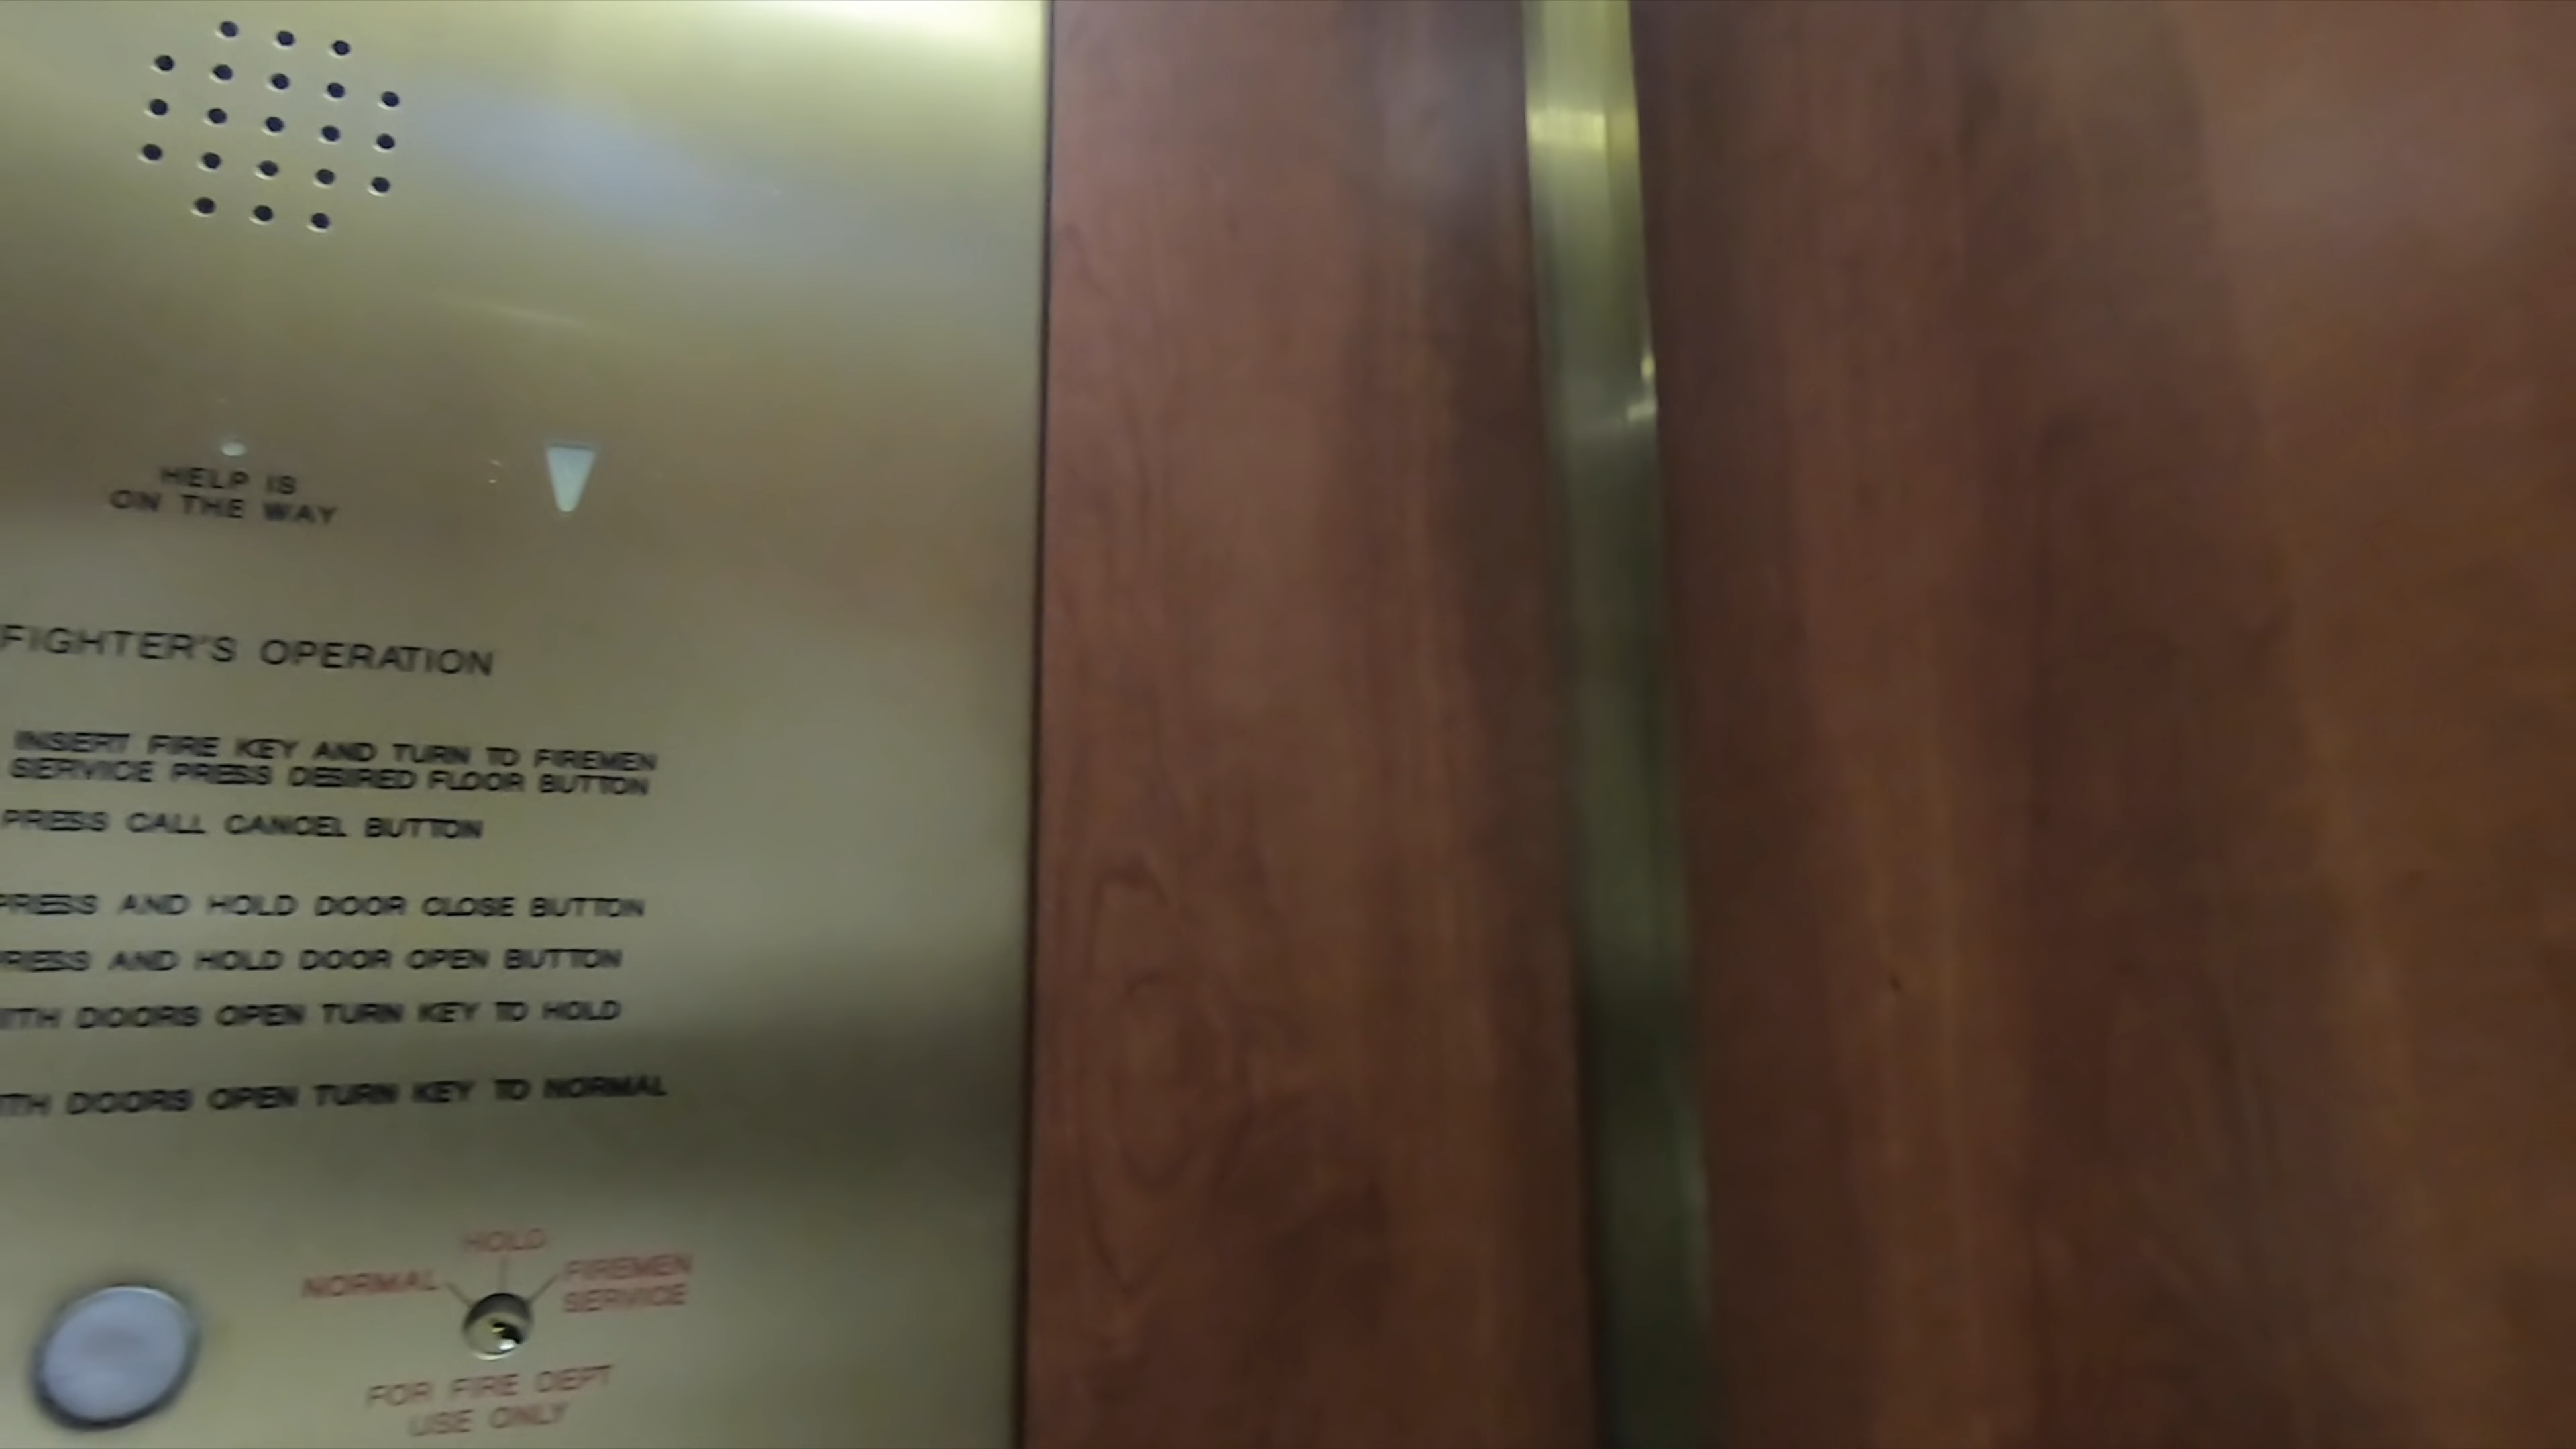 HELP IS
ON THE WAY
FIGHTER'S OPERATION
INSERT FIRE KEY AND TURN TO FIREMEN
SERVICE PRESS DESIRED FLOOR BUTTON
PRESS CALL CANCEL BUTTON
PRESS AND HOLD DOOR CLOSE BUTTON
PRESS AND HOLD DOOR OPEN BUTTON
WITH DOORS OPEN TURN KEY TO HOLD
WITH DOORS OPEN TURN KEY TO NORMAL
HOLD
NORMAL
FIREMEN
SERVICE
FOR FIRE DEPT
USE ONLY